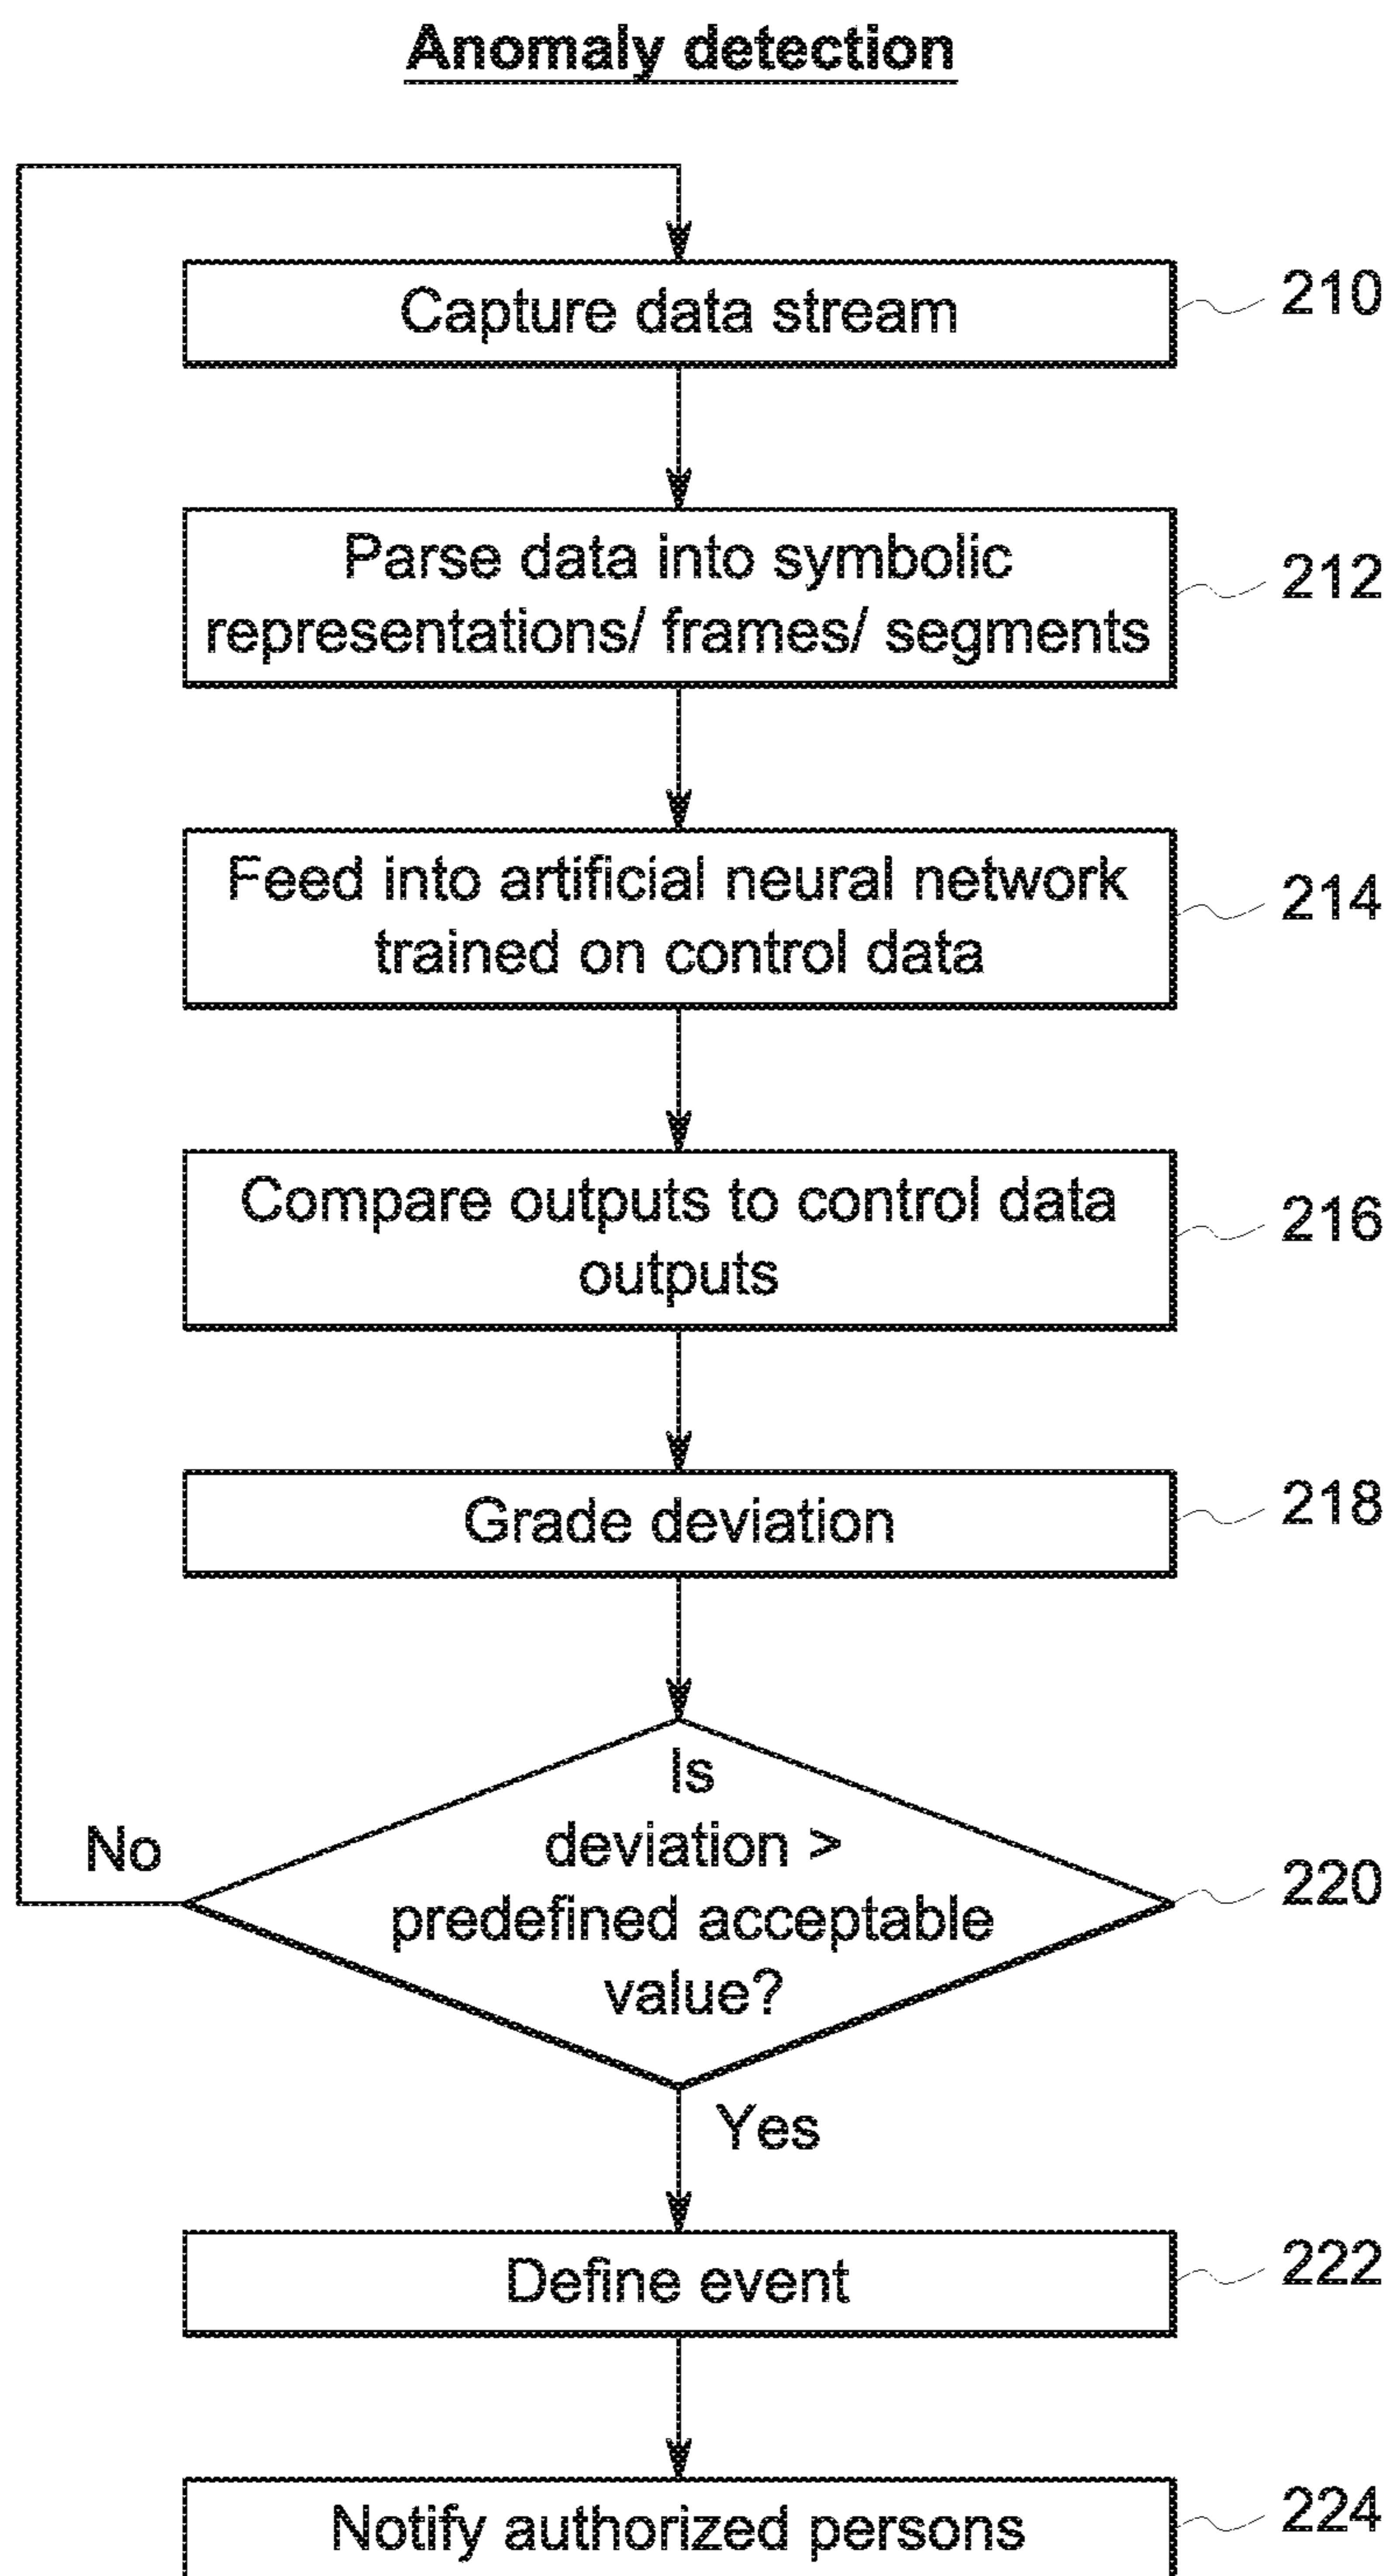 Anomaly detection
Capture data stream
210
Parse data into symbolic
representations/ frames/ segments
212
Feed into artificial neural network
trained on control data
214
Compare outputs to control data
outputs
216
Grade deviation
218
Is
deviation >
predefined acceptable
value?
220
No
Yes
Define event
222
Notify authorized persons
224